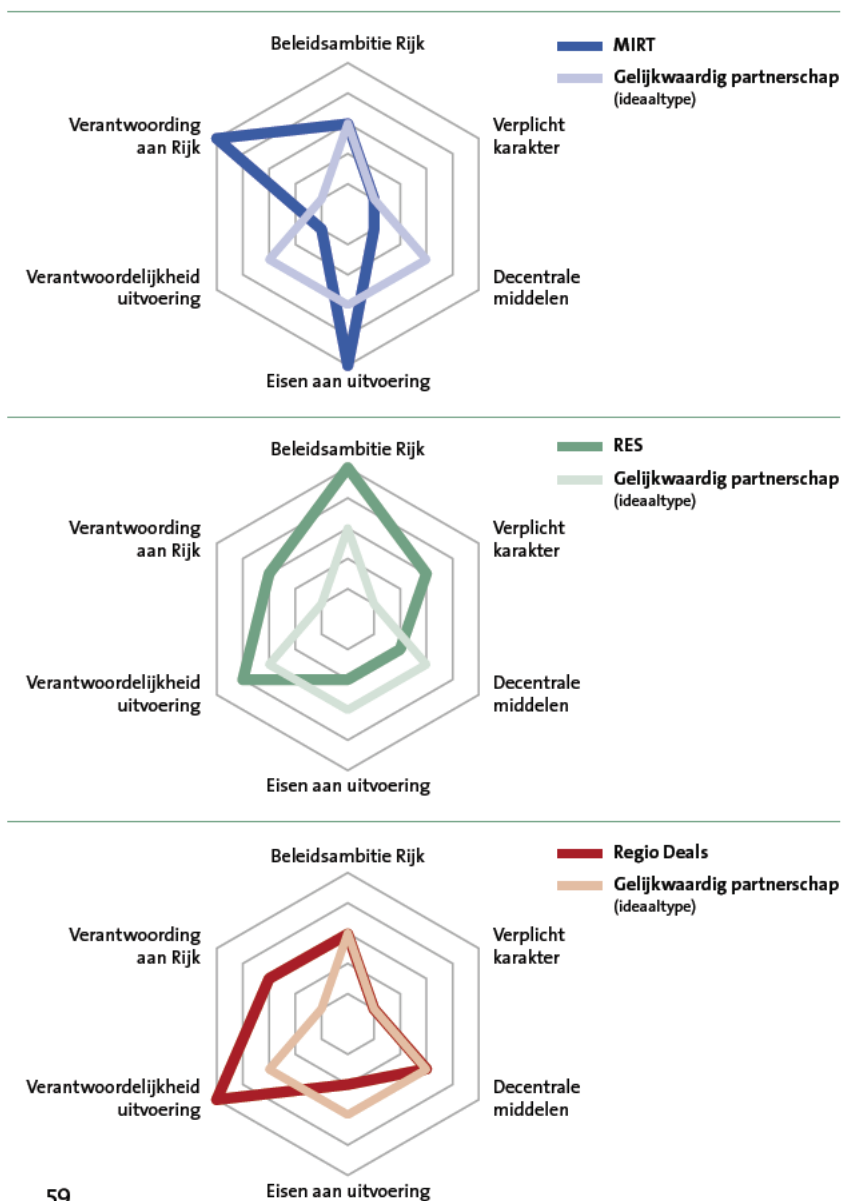 Beleidsambitie Rijk
MIRT
Gelijkwaardig partnerschap
(ideaaltype)
Verantwoording
aan Rijk
Verplicht
karakter
Verantwoordelijkheid
uitvoering
Decentrale
middelen
Eisen aan uitvoering
Beleidsambitie Rijk
RES
Gelijkwaardig partnerschap
(ideaaltype)
Verantwoording
aan Rijk
Verplicht
karakter
Verantwoordelijkheid
uitvoering
Decentrale
middelen
Eisen aan uitvoering
Beleidsambitie Rijk
Regio Deals
Gelijkwaardig partnerschap
(ideaaltype)
Verantwoording
aan Rijk
Verplicht
karakter
Verantwoordelijkheid
uitvoering
Decentrale
middelen
Eisen aan uitvoering
59